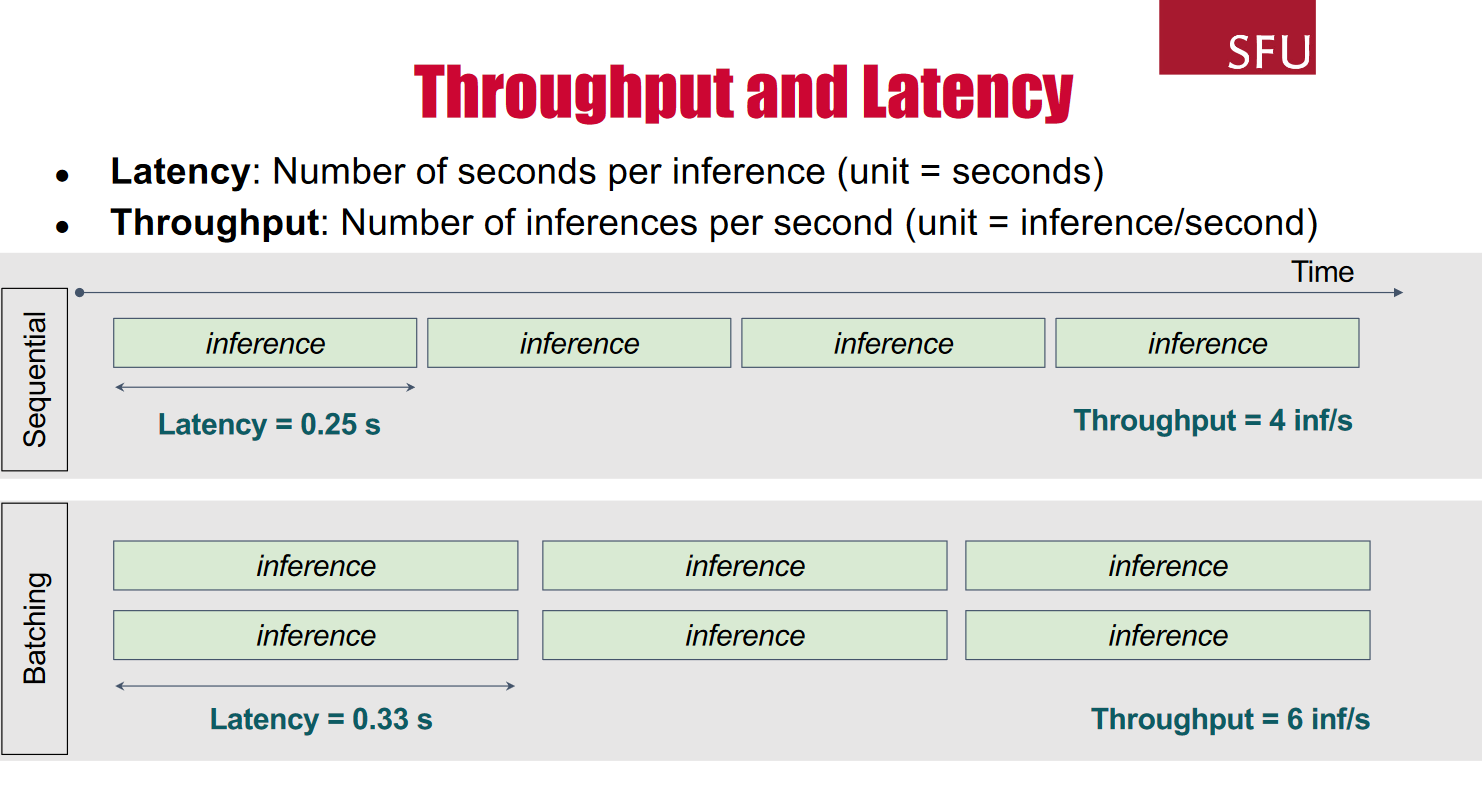 SFU
Throughput and Latency
● Latency: Number of seconds per inference (unit = seconds)
● Throughput: Number of inferences per second (unit = inference/second)
Time
Sequential
inference inference inference inference
Latency = 0.25 s
Throughput = 4 inf/s
Batching
inference inference inference
inference inference inference
Latency = 0.33 s
Throughput = 6 inf/s